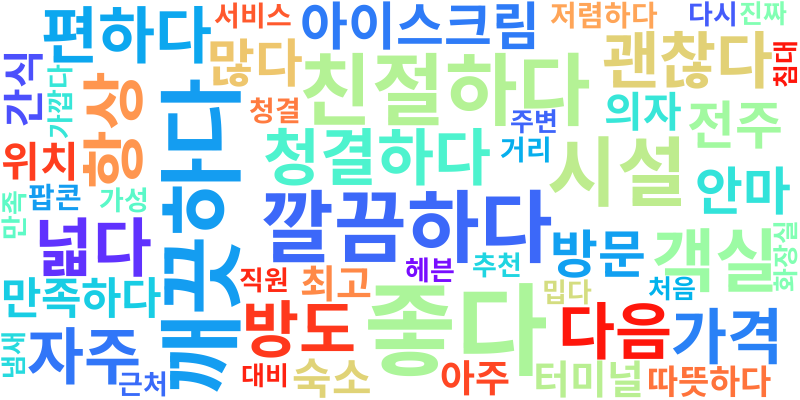 편하다
서비스
아이스크림
저렴하다
다시
진짜
많다
친절하다
괜찮다
침대
간식
가깝다
항상
깨끗하다
청결
주변
의자
전주
위치
청결하다
거리
시설
안마
만족
팝콘
가성
넓다
깔끔하다
방문
객실
화장실
직원
최고
헤븐
추천
밉다
처음
만족하다
방도
좋다
다음
가격
냄새
자주
근처
대비
숙소
아주
터미널
따뜻하다